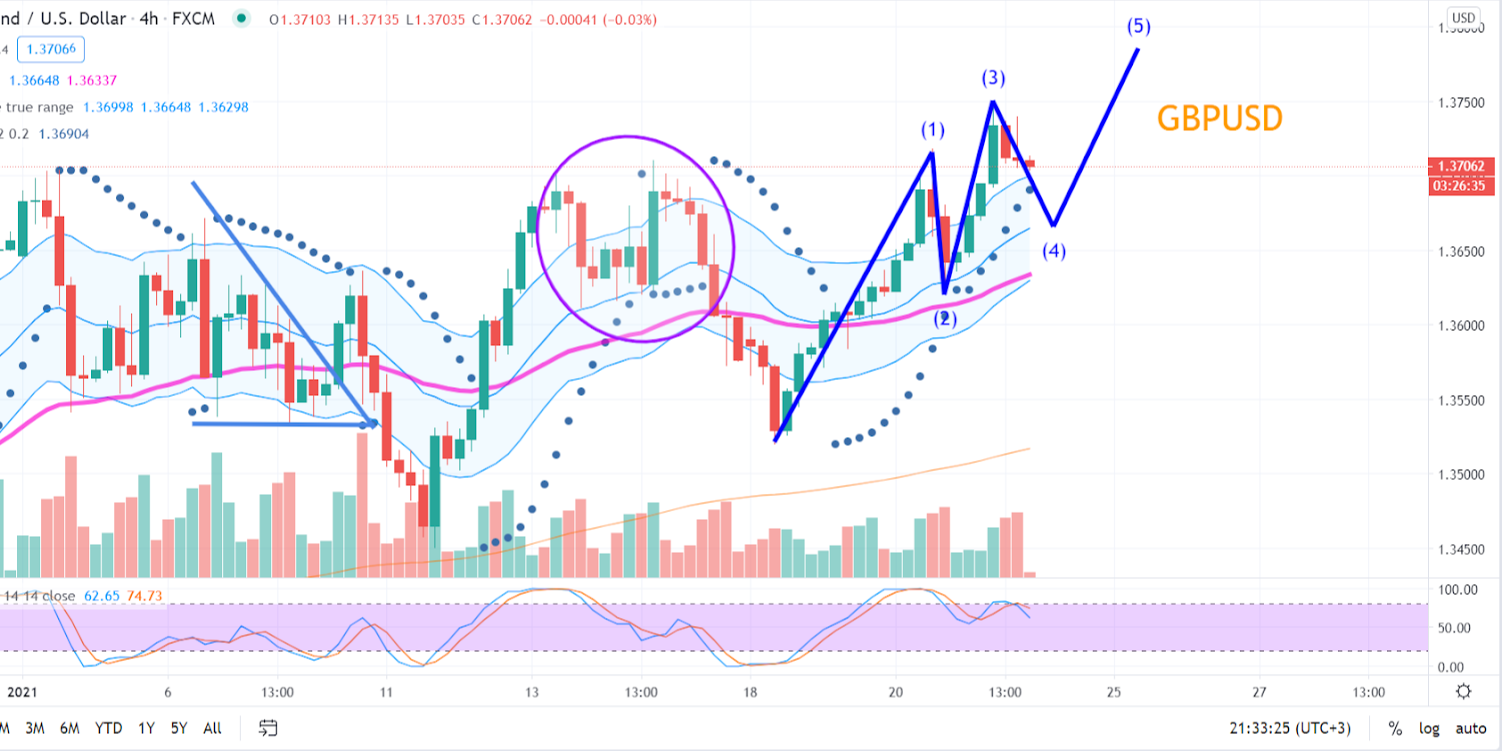 nd / U.S. Dollar · 4h · FXCM O1.37103 H1.37135 L1.37035 C1.37062 −0.00041 (−0.03%)
USD
4 1.37066
1.36648 1.36337
true range 1.36998 1.36648 1.36298
2 0.2 1.36904
(5)
(3)
(1)
(4)
(2)
GBPUSD
1.37500
1.37062
03:26:35
1.36500
1.36000
1.35500
1.35000
1.34500
14 14 close 62.65 74.73
100.00
50.00
0.00
2021 6 13:00 11 13 13:00 18 20 13:00 25 27 13:00
M 3M 6M YTD 1Y 5Y All 21:33:25 (UTC+3) % log auto